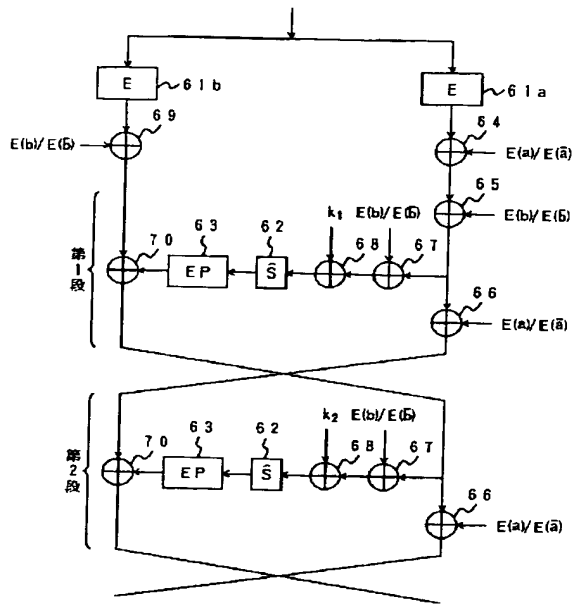 E
61b
E
61a
69
E(b)/E(b̄)
64
E(a)/E(ā)
65
E(b)/E(b̄)
第1段
70
63
EP
62
Ŝ
k₁ E(b)/E(b̄)
68
67
66
E(a)/E(ā)
第2段
70
63
EP
62
Ŝ
k₂ E(b)/E(b̄)
68
67
66
E(a)/E(ā)